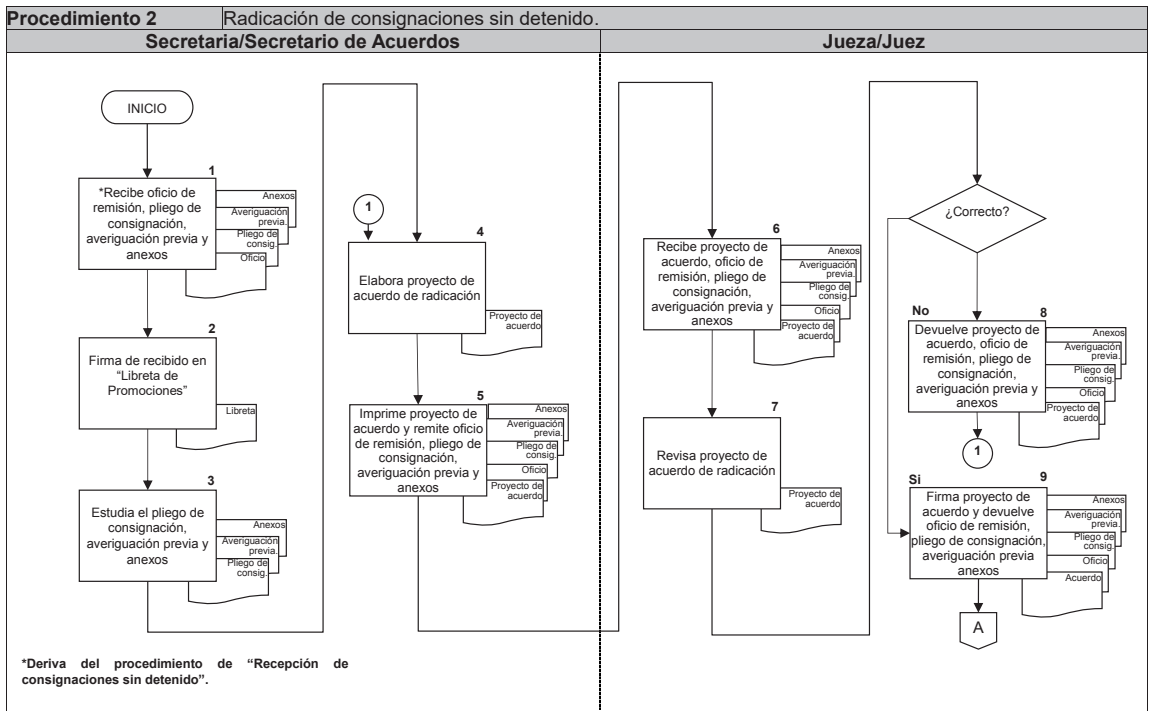 Procedimiento 2 Radicación de consignaciones sin detenido.
Secretaria/Secretario de Acuerdos
Jueza/Juez
INICIO
1
*Recibe oficio de
remisión, pliego de
consignación,
averiguación previa y
anexos
Anexos
Averiguación
previa.
Pliego de
consig.
Oficio
2
Firma de recibido en
“Libreta de
Promociones”
Libreta
3
Estudia el pliego de
consignación,
averiguación previa y
anexos
Anexos
Averiguación
previa.
Pliego de
consig.
1
4
Elabora proyecto de
acuerdo de radicación
Proyecto de
acuerdo
5
Imprime proyecto de
acuerdo y remite oficio
de remisión, pliego de
consignación,
averiguación previa y
anexos
Anexos
Averiguación
previa.
Pliego de
consig.
Oficio
Proyecto de
acuerdo
6
Recibe proyecto de
acuerdo, oficio de
remisión, pliego de
consignación,
averiguación previa y
anexos
Anexos
Averiguación
previa.
Pliego de
consig.
Oficio
Proyecto de
acuerdo
7
Revisa proyecto de
acuerdo de radicación
Proyecto de
acuerdo
¿Correcto?
No
8
Devuelve proyecto de
acuerdo, oficio de
remisión, pliego de
consignación,
averiguación previa y
anexos
Anexos
Averiguación
previa.
Pliego de
consig.
Oficio
Proyecto de
acuerdo
1
Si
9
Firma proyecto de
acuerdo y devuelve
oficio de remisión,
pliego de consignación,
averiguación previa
anexos
Anexos
Averiguación
previa.
Pliego de
consig.
Oficio
Acuerdo
A
*Deriva del procedimiento de “Recepción de
consignaciones sin detenido”.